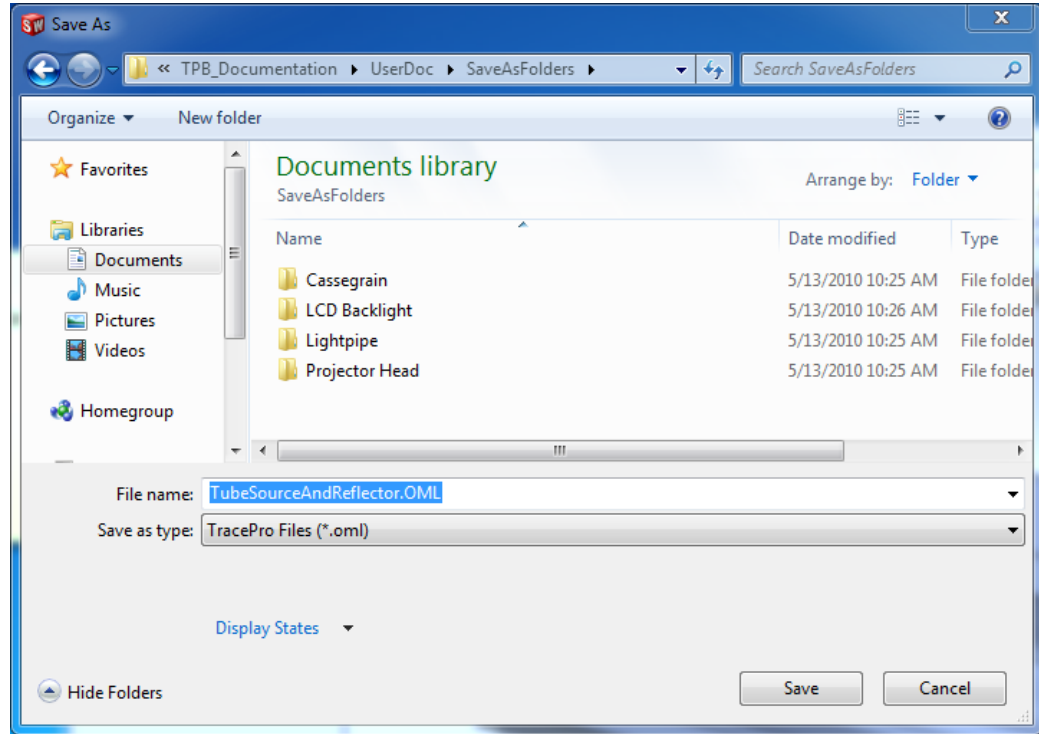 SW Save As x
« TPB_Documentation UserDoc SaveAsFolders Search SaveAsFolders
Organize New folder ?
Favorites
Libraries
Documents
Music
Pictures
Videos
Homegroup
Documents library
SaveAsFolders
Arrange by: Folder
Name Date modified Type
Cassegrain 5/13/2010 10:25 AM File folder
LCD Backlight 5/13/2010 10:26 AM File folder
Lightpipe 5/13/2010 10:25 AM File folder
Projector Head 5/13/2010 10:25 AM File folder
File name: TubeSourceAndReflector.OML
Save as type: TracePro Files (*.oml)
Display States
Hide Folders Save Cancel